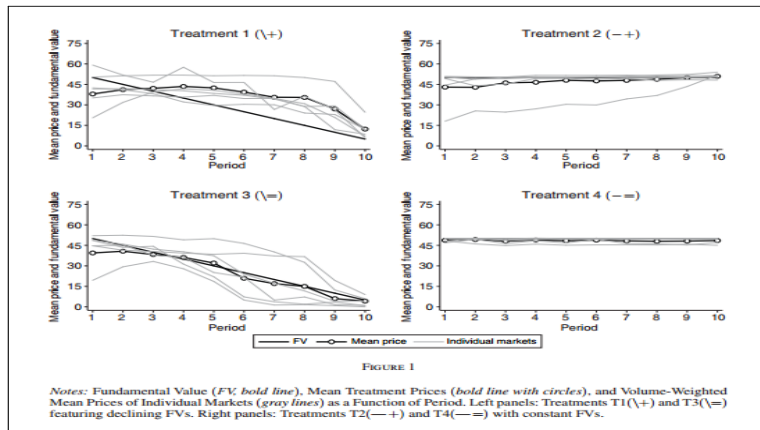 Treatment 1 (\+)
Mean price and fundamental value
75
60
45
30
15
0
1 2 3 4 5 6 7 8 9 10
Period
Treatment 2 (—+)
Mean price and fundamental value
75
60
45
30
15
0
1 2 3 4 5 6 7 8 9 10
Period
Treatment 3 (\=)
Mean price and fundamental value
75
60
45
30
15
0
1 2 3 4 5 6 7 8 9 10
Period
Treatment 4 (—=)
Mean price and fundamental value
75
60
45
30
15
0
1 2 3 4 5 6 7 8 9 10
Period
FV Mean price Individual markets
FIGURE 1
Notes: Fundamental Value (FV, bold line), Mean Treatment Prices (bold line with circles), and Volume-Weighted
Mean Prices of Individual Markets (gray lines) as a Function of Period. Left panels: Treatments T1(\+) and T3(\=)
featuring declining FVs. Right panels: Treatments T2(—+) and T4(—=) with constant FVs.